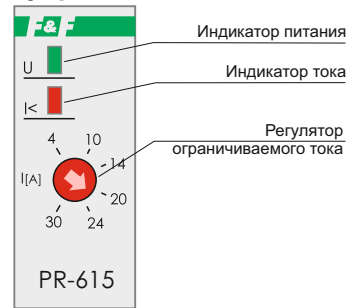 F&F
U
Индикатор питания
I<
Индикатор тока
Регулятор
ограничиваемого тока
4
10
14
I[A]
20
30
24
PR-615